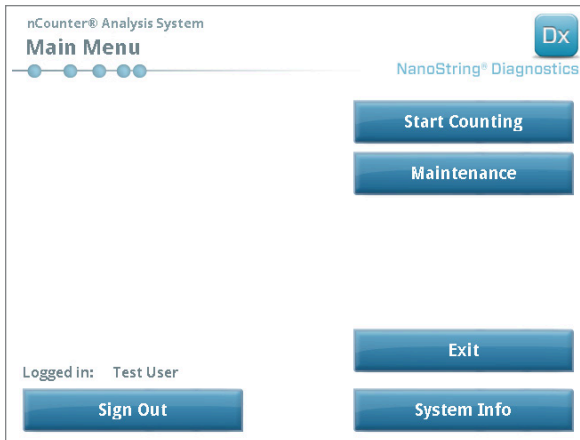 nCounter® Analysis System
Main Menu
Dx
NanoString® Diagnostics
Start Counting
Maintenance
Exit
Logged in: Test User
Sign Out
System Info